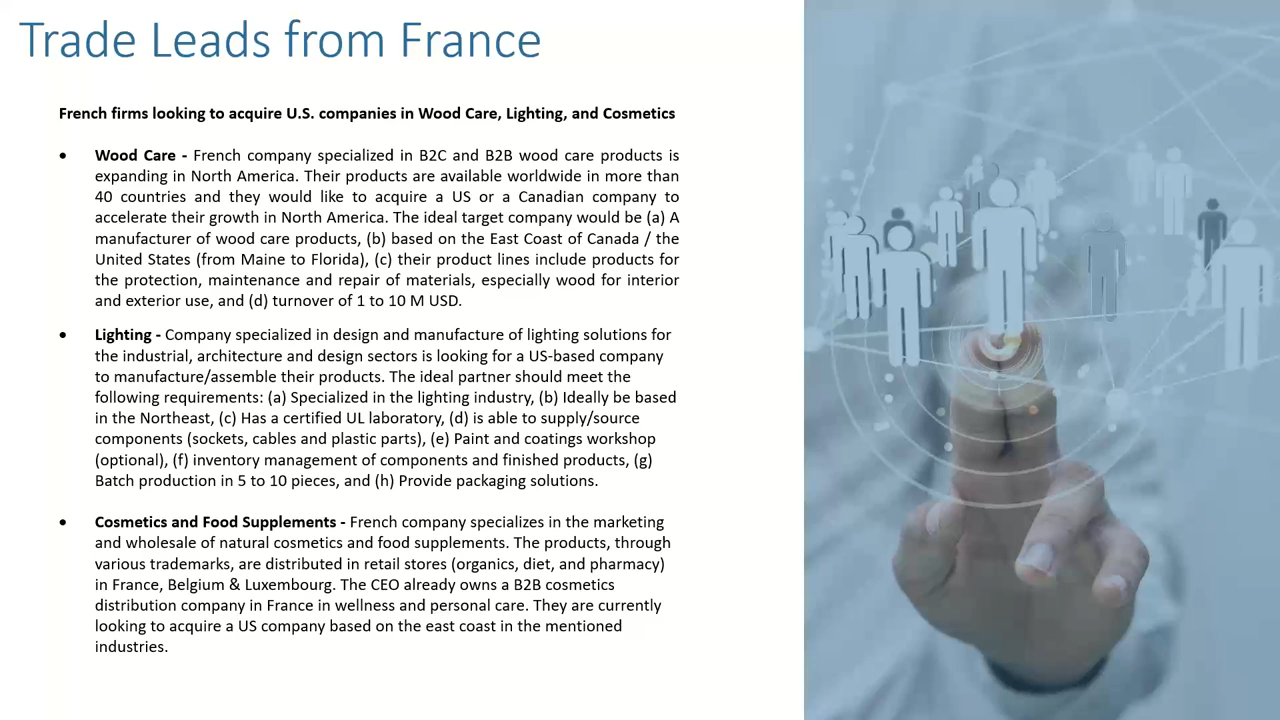 Trade Leads from France
French firms looking to acquire U.S. companies in Wood Care, Lighting, and Cosmetics
• Wood Care - French company specialized in B2C and B2B wood care products is
expanding in North America. Their products are available worldwide in more than
40 countries and they would like to acquire a US or a Canadian company to
accelerate their growth in North America. The ideal target company would be (a) A
manufacturer of wood care products, (b) based on the East Coast of Canada / the
United States (from Maine to Florida), (c) their product lines include products for
the protection, maintenance and repair of materials, especially wood for interior
and exterior use, and (d) turnover of 1 to 10 M USD.
• Lighting - Company specialized in design and manufacture of lighting solutions for
the industrial, architecture and design sectors is looking for a US-based company
to manufacture/assemble their products. The ideal partner should meet the
following requirements: (a) Specialized in the lighting industry, (b) Ideally be based
in the Northeast, (c) Has a certified UL laboratory, (d) is able to supply/source
components (sockets, cables and plastic parts), (e) Paint and coatings workshop
(optional), (f) inventory management of components and finished products, (g)
Batch production in 5 to 10 pieces, and (h) Provide packaging solutions.
• Cosmetics and Food Supplements - French company specializes in the marketing
and wholesale of natural cosmetics and food supplements. The products, through
various trademarks, are distributed in retail stores (organics, diet, and pharmacy)
in France, Belgium & Luxembourg. The CEO already owns a B2B cosmetics
distribution company in France in wellness and personal care. They are currently
looking to acquire a US company based on the east coast in the mentioned
industries.